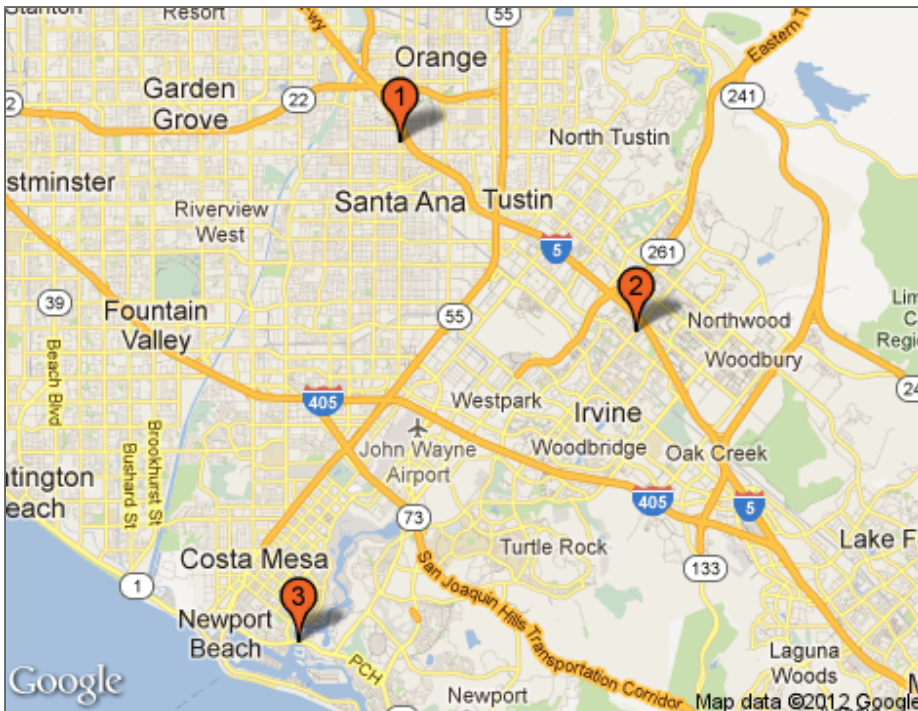 Stanton
Resort
wy
55
Orange
1
Garden
Grove
22
241
Eastern T
North Tustin
stminster
Santa Ana
Tustin
Riverview
West
5
261
2
39
Fountain
Valley
55
Northwood
Woodbury
Beach Blvd
405
Westpark
Irvine
Woodbridge
John Wayne
Airport
Oak Creek
Brookhurst St
Bushard St
ntington
each
73
405
5
Turtle Rock
Lake F
133
Costa Mesa
San Joaquin Hills Transportation Corridor
1
3
Newport
Beach
PCH
Laguna
Woods
Google
Newport
Map data ©2012 Google